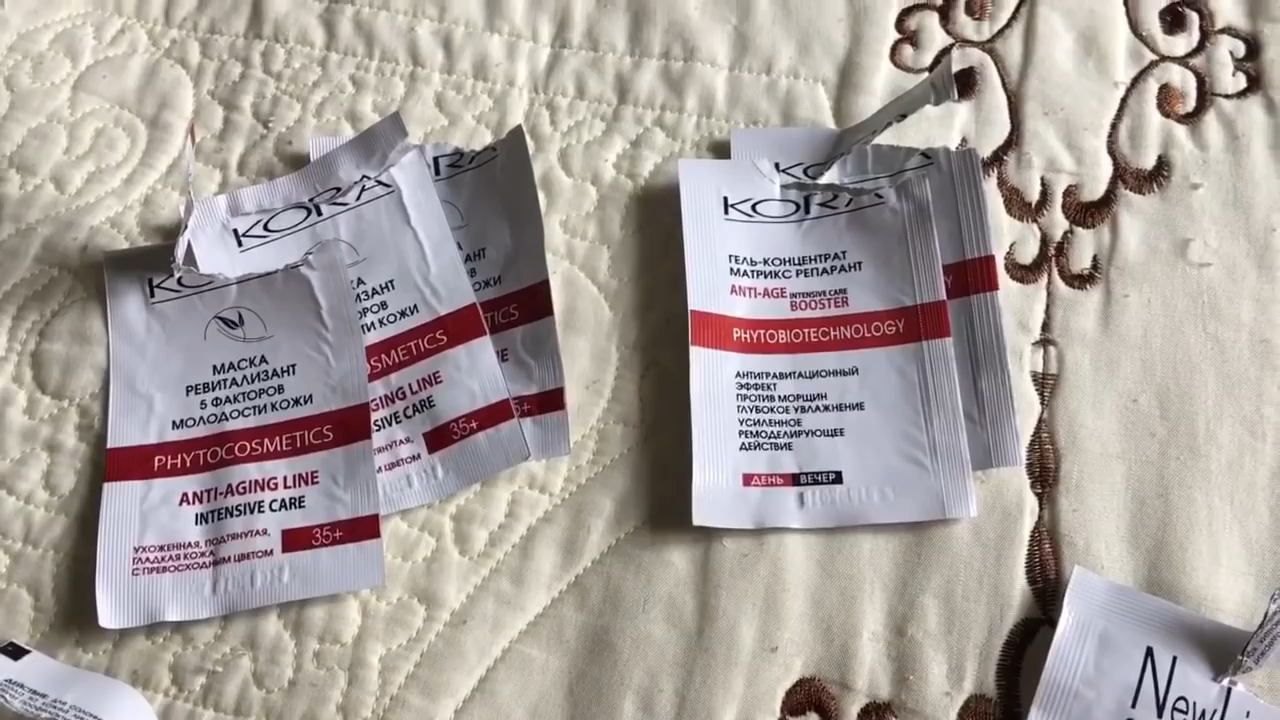 KORA
МАСКА
РЕВИТАЛИЗАНТ
5 ФАКТОРОВ
МОЛОДОСТИ КОЖИ
PHYTOCOSMETICS
ANTI-AGING LINE
INTENSIVE CARE
35+
УХОЖЕННАЯ, ПОДТЯНУТАЯ,
ГЛАДКАЯ КОЖА
С ПРЕВОСХОДНЫМ ЦВЕТОМ
35+
KORA
ГЕЛЬ-КОНЦЕНТРАТ
МАТРИКС РЕПАРАНТ
ANTI-AGE INTENSIVE CARE
BOOSTER
PHYTOBIOTECHNOLOGY
АНТИГРАВИТАЦИОННЫЙ
ЭФФЕКТ
ПРОТИВ МОРЩИН
ГЛУБОКОЕ УВЛАЖНЕНИЕ
УСИЛЕННОЕ
РЕМОДЕЛИРУЮЩЕЕ
ДЕЙСТВИЕ
ДЕНЬ ВЕЧЕР